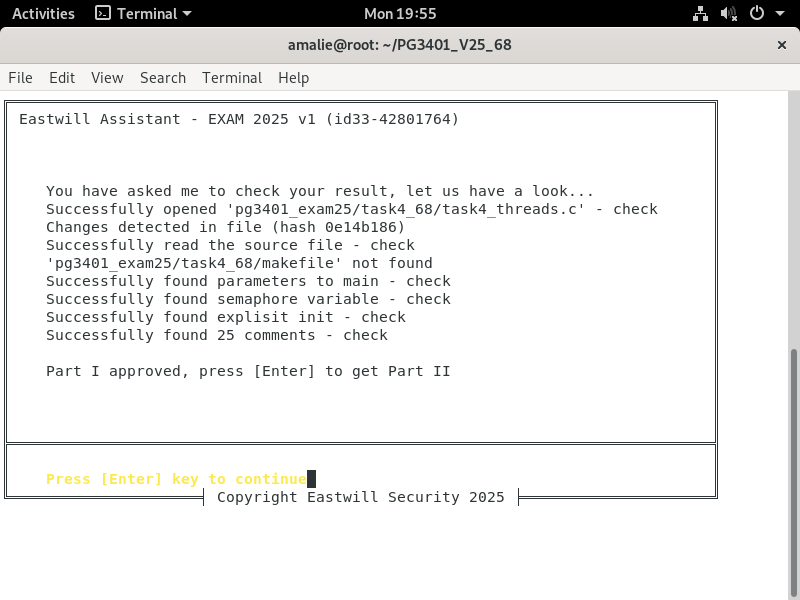 Activities Terminal Mon 19:55
amalie@root: ~/PG3401_V25_68 ×
File Edit View Search Terminal Help
Eastwill Assistant - EXAM 2025 v1 (id33-42801764)
You have asked me to check your result, let us have a look...
Successfully opened 'pg3401_exam25/task4_68/task4_threads.c' - check
Changes detected in file (hash 0e14b186)
Successfully read the source file - check
'pg3401_exam25/task4_68/makefile' not found
Successfully found parameters to main - check
Successfully found semaphore variable - check
Successfully found explisit init - check
Successfully found 25 comments - check
Part I approved, press [Enter] to get Part II
Press [Enter] key to continue
Copyright Eastwill Security 2025